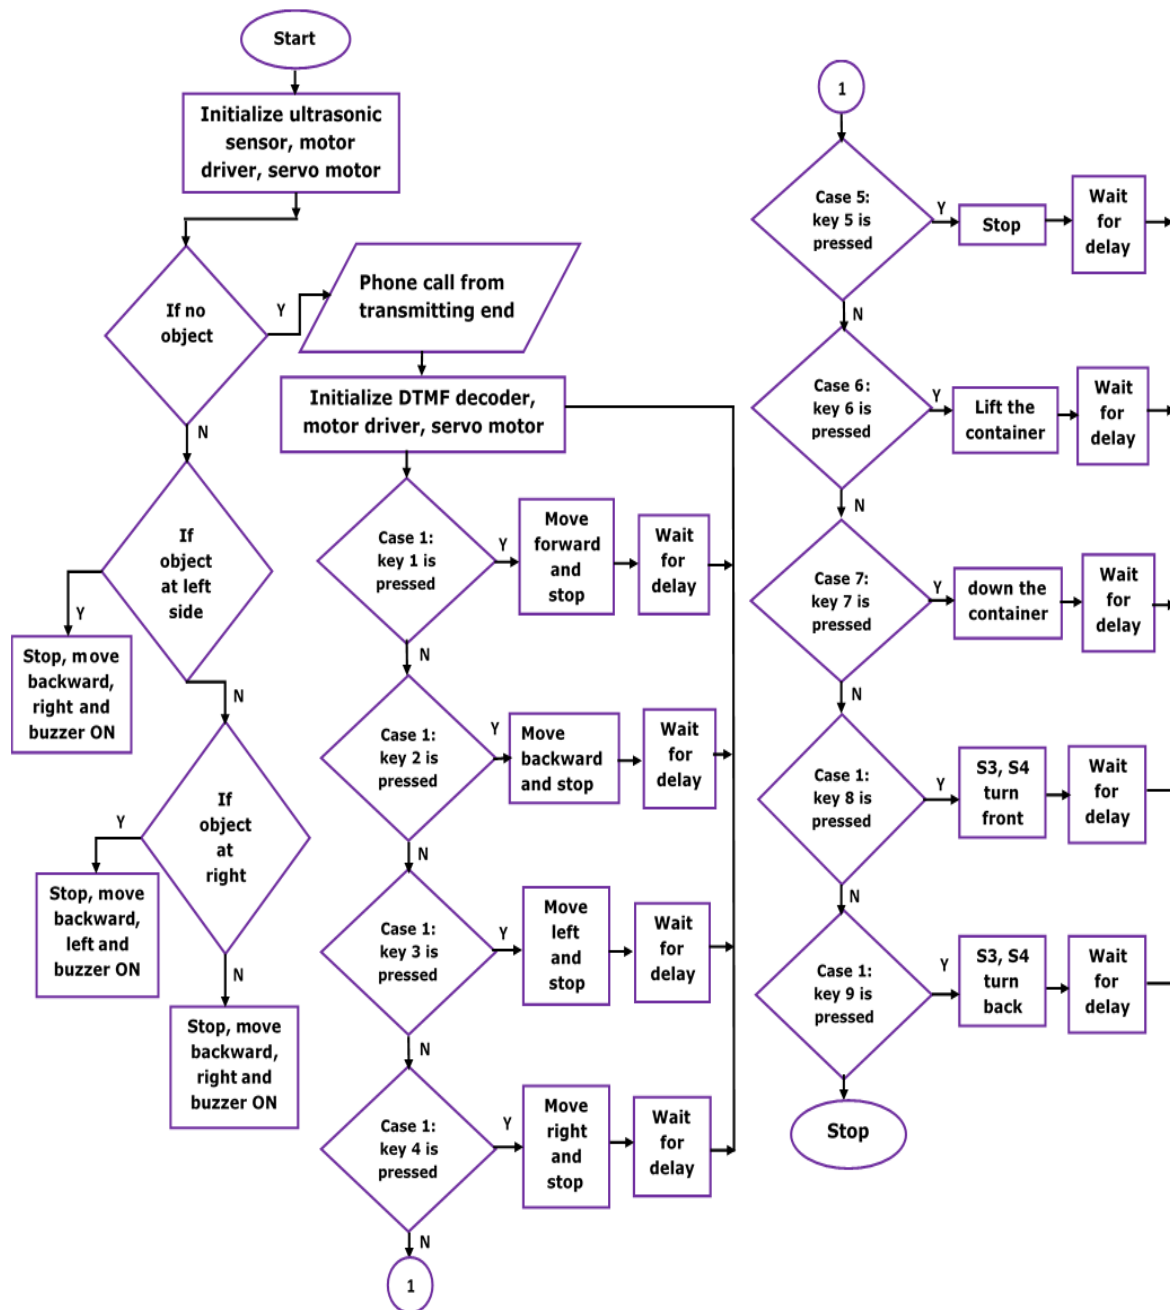 Start
Initialize ultrasonic
sensor, motor
driver, servo motor
If no
object
Y
N
Phone call from
transmitting end
Initialize DTMF decoder,
motor driver, servo motor
If
object
at left
side
Y
N
Stop, move
backward,
right and
buzzer ON
If
object
at
right
Y
N
Stop, move
backward,
left and
buzzer ON
Stop, move
backward,
right and
buzzer ON
Case 1:
key 1 is
pressed
Y
N
Move
forward
and
stop
Wait
for
delay
Case 1:
key 2 is
pressed
Y
N
Move
backward
and stop
Wait
for
delay
Case 1:
key 3 is
pressed
Y
N
Move
left
and
stop
Wait
for
delay
Case 1:
key 4 is
pressed
Y
N
Move
right
and
stop
Wait
for
delay
1
1
Case 5:
key 5 is
pressed
Y
N
Stop
Wait
for
delay
Case 6:
key 6 is
pressed
Y
N
Lift the
container
Wait
for
delay
Case 7:
key 7 is
pressed
Y
N
down the
container
Wait
for
delay
Case 1:
key 8 is
pressed
Y
N
S3, S4
turn
front
Wait
for
delay
Case 1:
key 9 is
pressed
Y
S3, S4
turn
back
Wait
for
delay
Stop